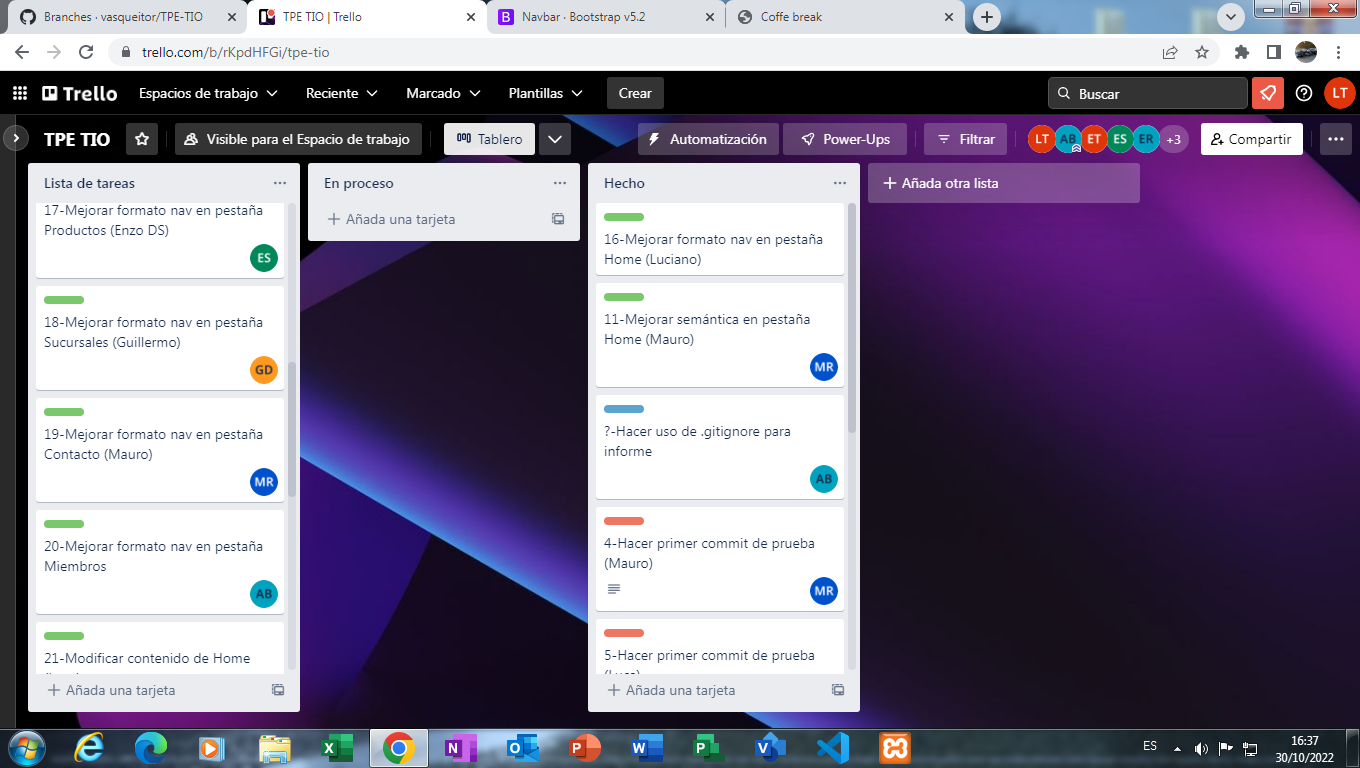 Branches · vasqueitor/TPE-TIO
TPE TIO | Trello
Navbar · Bootstrap v5.2
Coffe break
trello.com/b/rKpdHFGi/tpe-tio
Trello
Espacios de trabajo
Reciente
Marcado
Plantillas
Crear
Buscar
LT
TPE TIO
Visible para el Espacio de trabajo
Tablero
Automatización
Power-Ups
Filtrar
LT
AB
ET
ES
ER
+3
Compartir
Lista de tareas
17-Mejorar formato nav en pestaña
Productos (Enzo DS)
ES
18-Mejorar formato nav en pestaña
Sucursales (Guillermo)
GD
19-Mejorar formato nav en pestaña
Contacto (Mauro)
MR
20-Mejorar formato nav en pestaña
Miembros
AB
21-Modificar contenido de Home
Añada una tarjeta
En proceso
Añada una tarjeta
Hecho
16-Mejorar formato nav en pestaña
Home (Luciano)
11-Mejorar semántica en pestaña
Home (Mauro)
MR
?-Hacer uso de .gitignore para
informe
AB
4-Hacer primer commit de prueba
(Mauro)
MR
5-Hacer primer commit de prueba
Añada una tarjeta
Añada otra lista
ES
16:37
30/10/2022